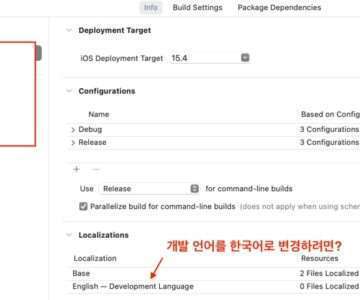 Info Build Settings Package Dependencies
Deployment Target
iOS Deployment Target 15.4
Configurations
Name Based on Config
Debug 3 Configurations
Release 3 Configurations
+ −
Use Release for command-line builds
Parallelize build for command-line builds (does not apply when using schem
Localizations
개발 언어를 한국어로 변경하려면?
Localization Resources
Base 2 Files Localized
English — Development Language 0 Files Localized